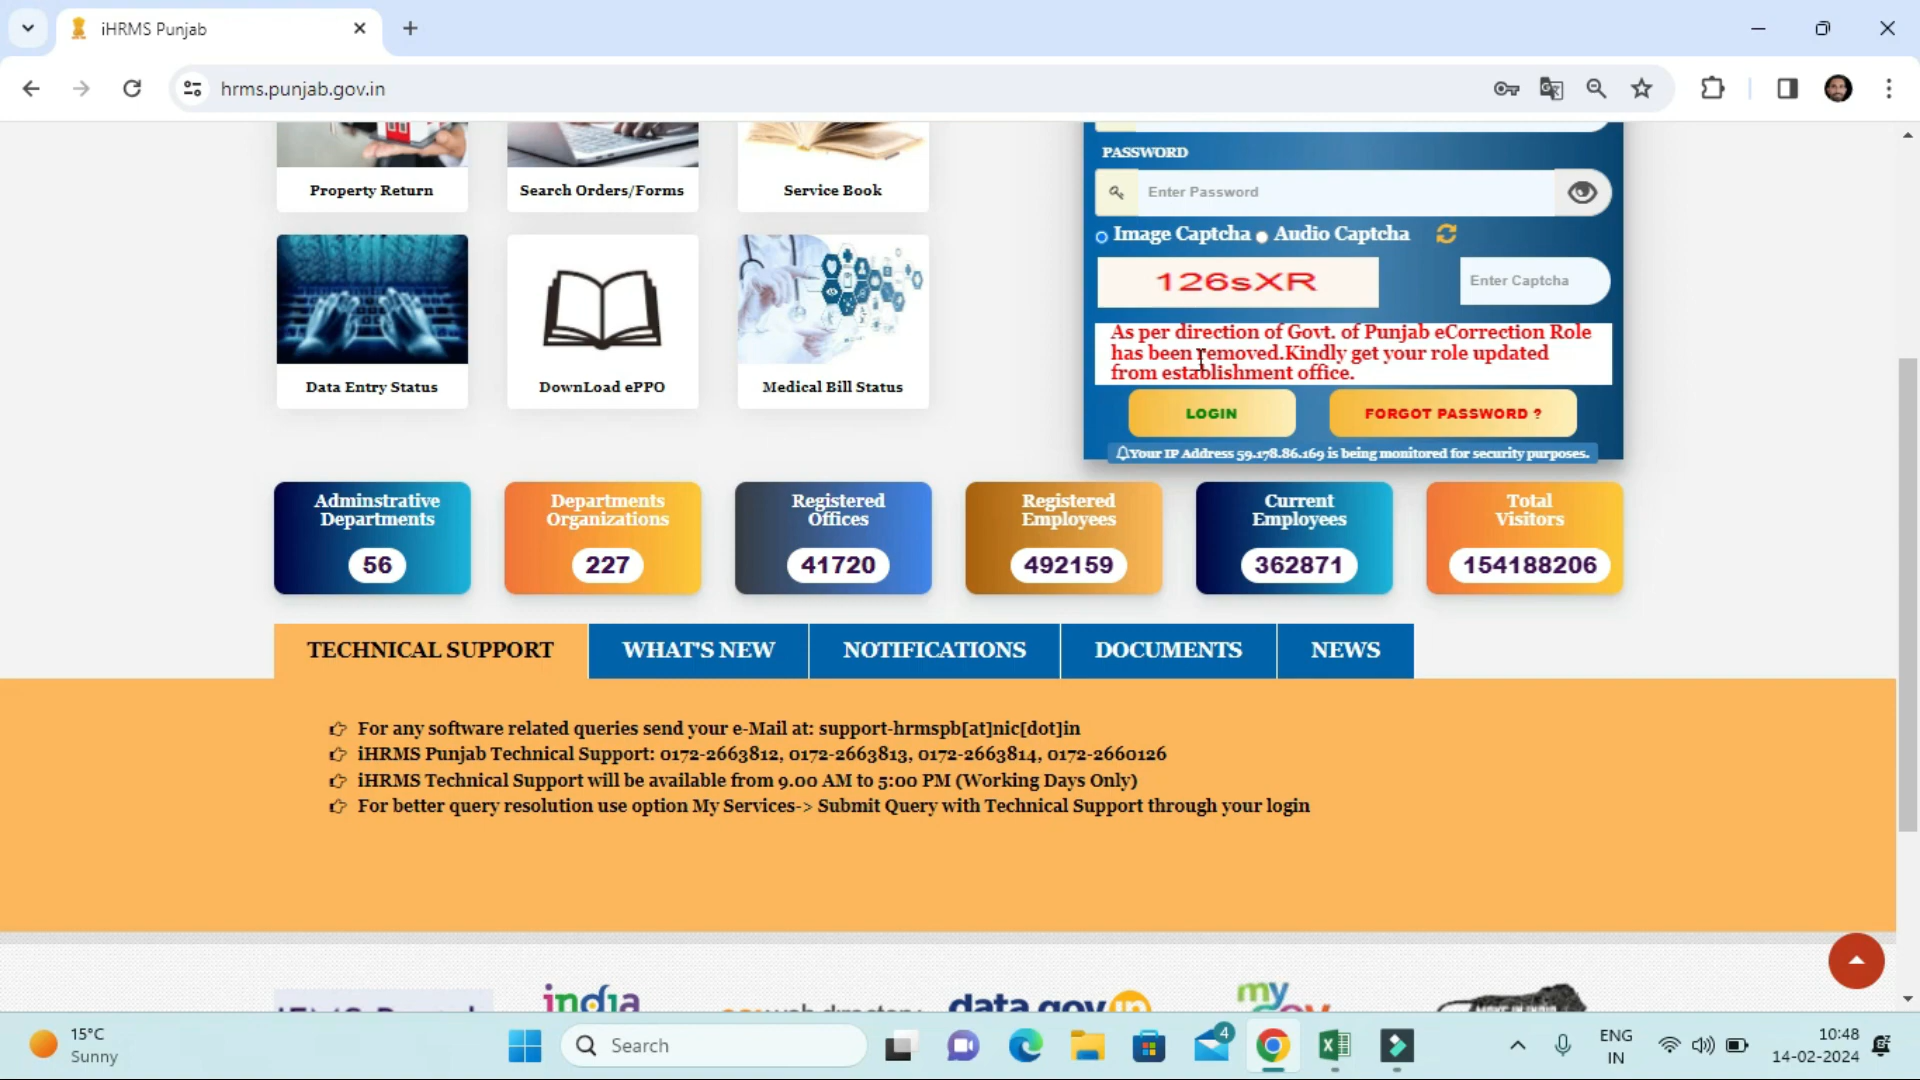 iHRMS Punjab
hrms.punjab.gov.in
Property Return
Search Orders/Forms
Service Book
Data Entry Status
DownLoad ePPO
Medical Bill Status
PASSWORD
Enter Password
Image Captcha Audio Captcha
126sXR
Enter Captcha
As per direction of Govt. of Punjab eCorrection Role
has been removed.Kindly get your role updated
from establishment office.
LOGIN
FORGOT PASSWORD ?
Your IP Address 59.178.86.169 is being monitored for security purposes.
Adminstrative
Departments
56
Departments
Organizations
227
Registered
Offices
41720
Registered
Employees
492159
Current
Employees
362871
Total
Visitors
154188206
TECHNICAL SUPPORT
WHAT'S NEW
NOTIFICATIONS
DOCUMENTS
NEWS
For any software related queries send your e-Mail at: support-hrmspb[at]nic[dot]in
iHRMS Punjab Technical Support: 0172-2663812, 0172-2663813, 0172-2663814, 0172-2660126
iHRMS Technical Support will be available from 9.00 AM to 5:00 PM (Working Days Only)
For better query resolution use option My Services-> Submit Query with Technical Support through your login
india
data.gov.in
my
15°C
Sunny
Search
4
ENG
IN
10:48
14-02-2024